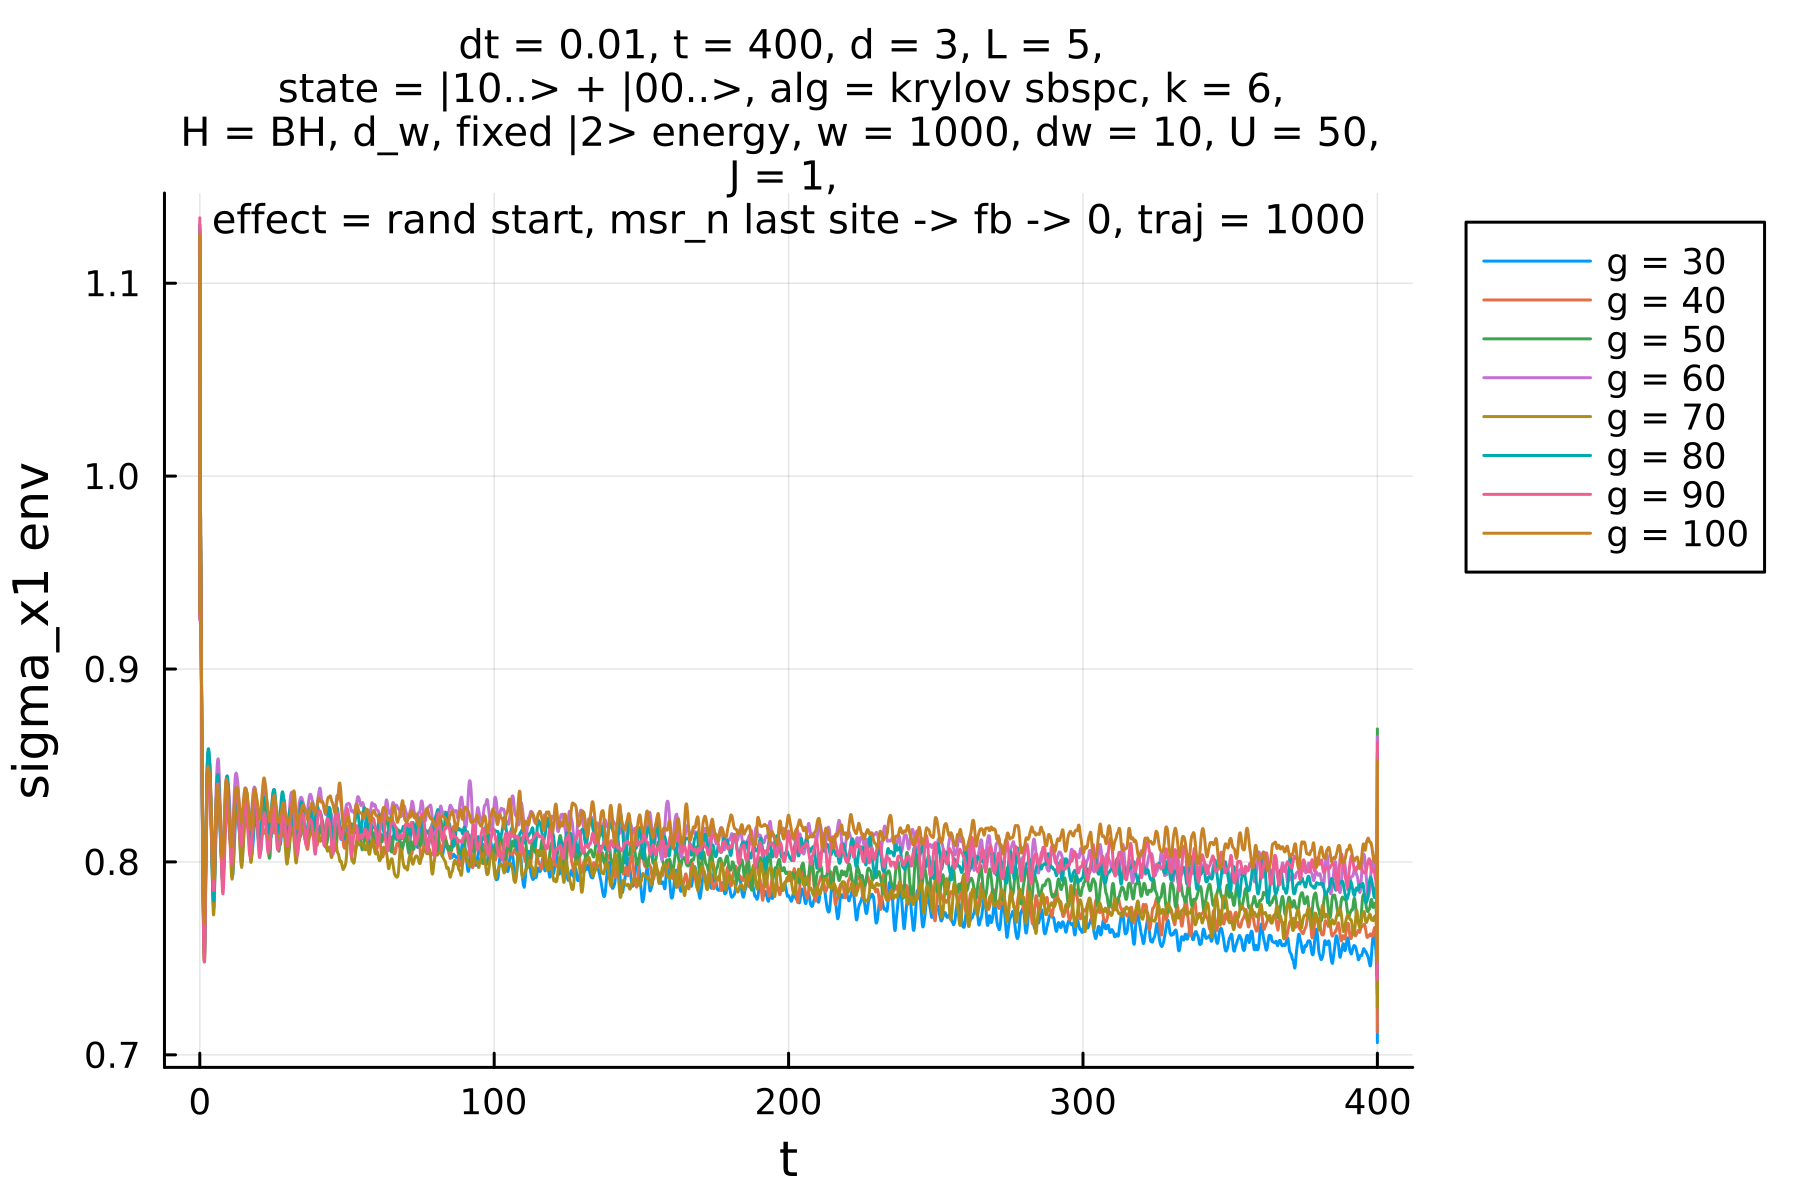 dt = 0.01, t = 400, d = 3, L = 5,
state = |10..> + |00..>, alg = krylov sbspc, k = 6,
H = BH, d_w, fixed |2> energy, w = 1000, dw = 10, U = 50,
J = 1,
effect = rand start, msr_n last site -> fb -> 0, traj = 1000
sigma_x1 env
1.1
1.0
0.9
0.8
0.7
0 100 200 300 400
t
g = 30
g = 40
g = 50
g = 60
g = 70
g = 80
g = 90
g = 100